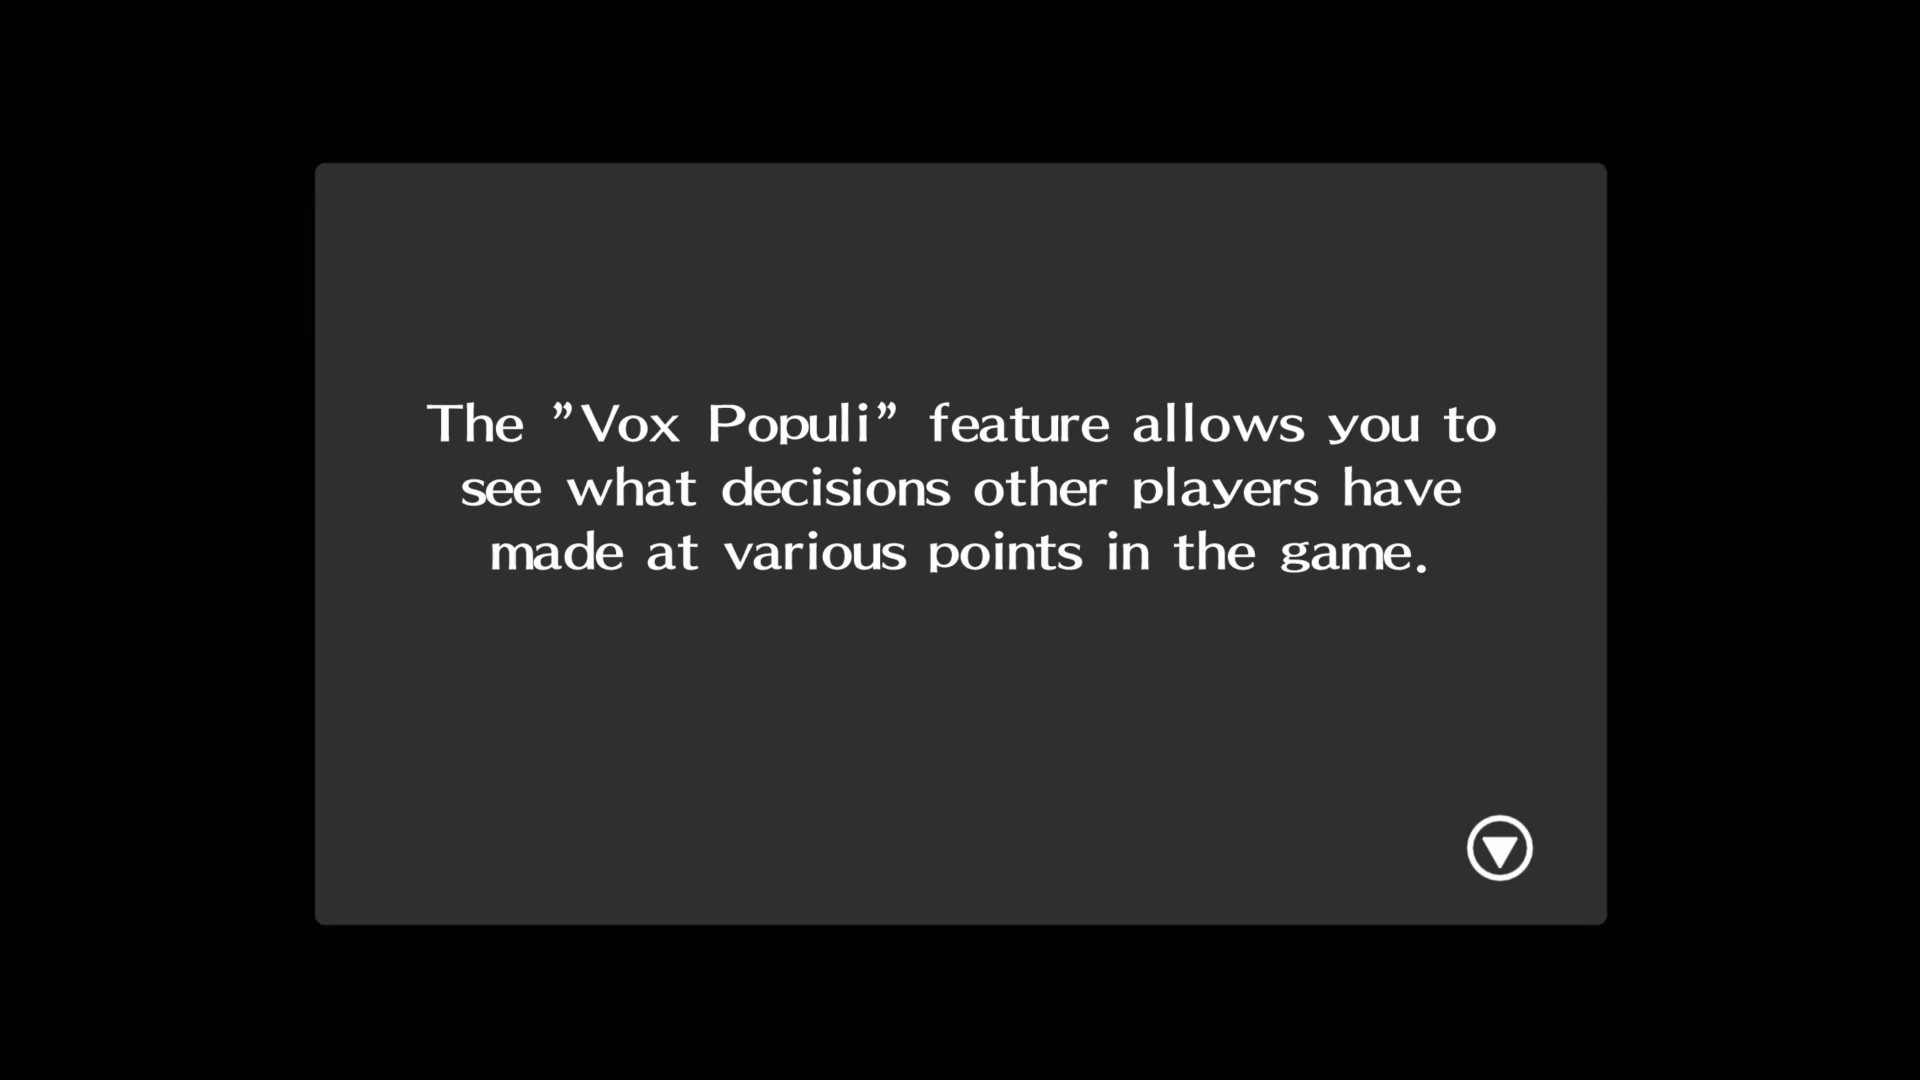 The ”Vox Populi” feature allows you to
see what decisions other players have
made at various points in the game.